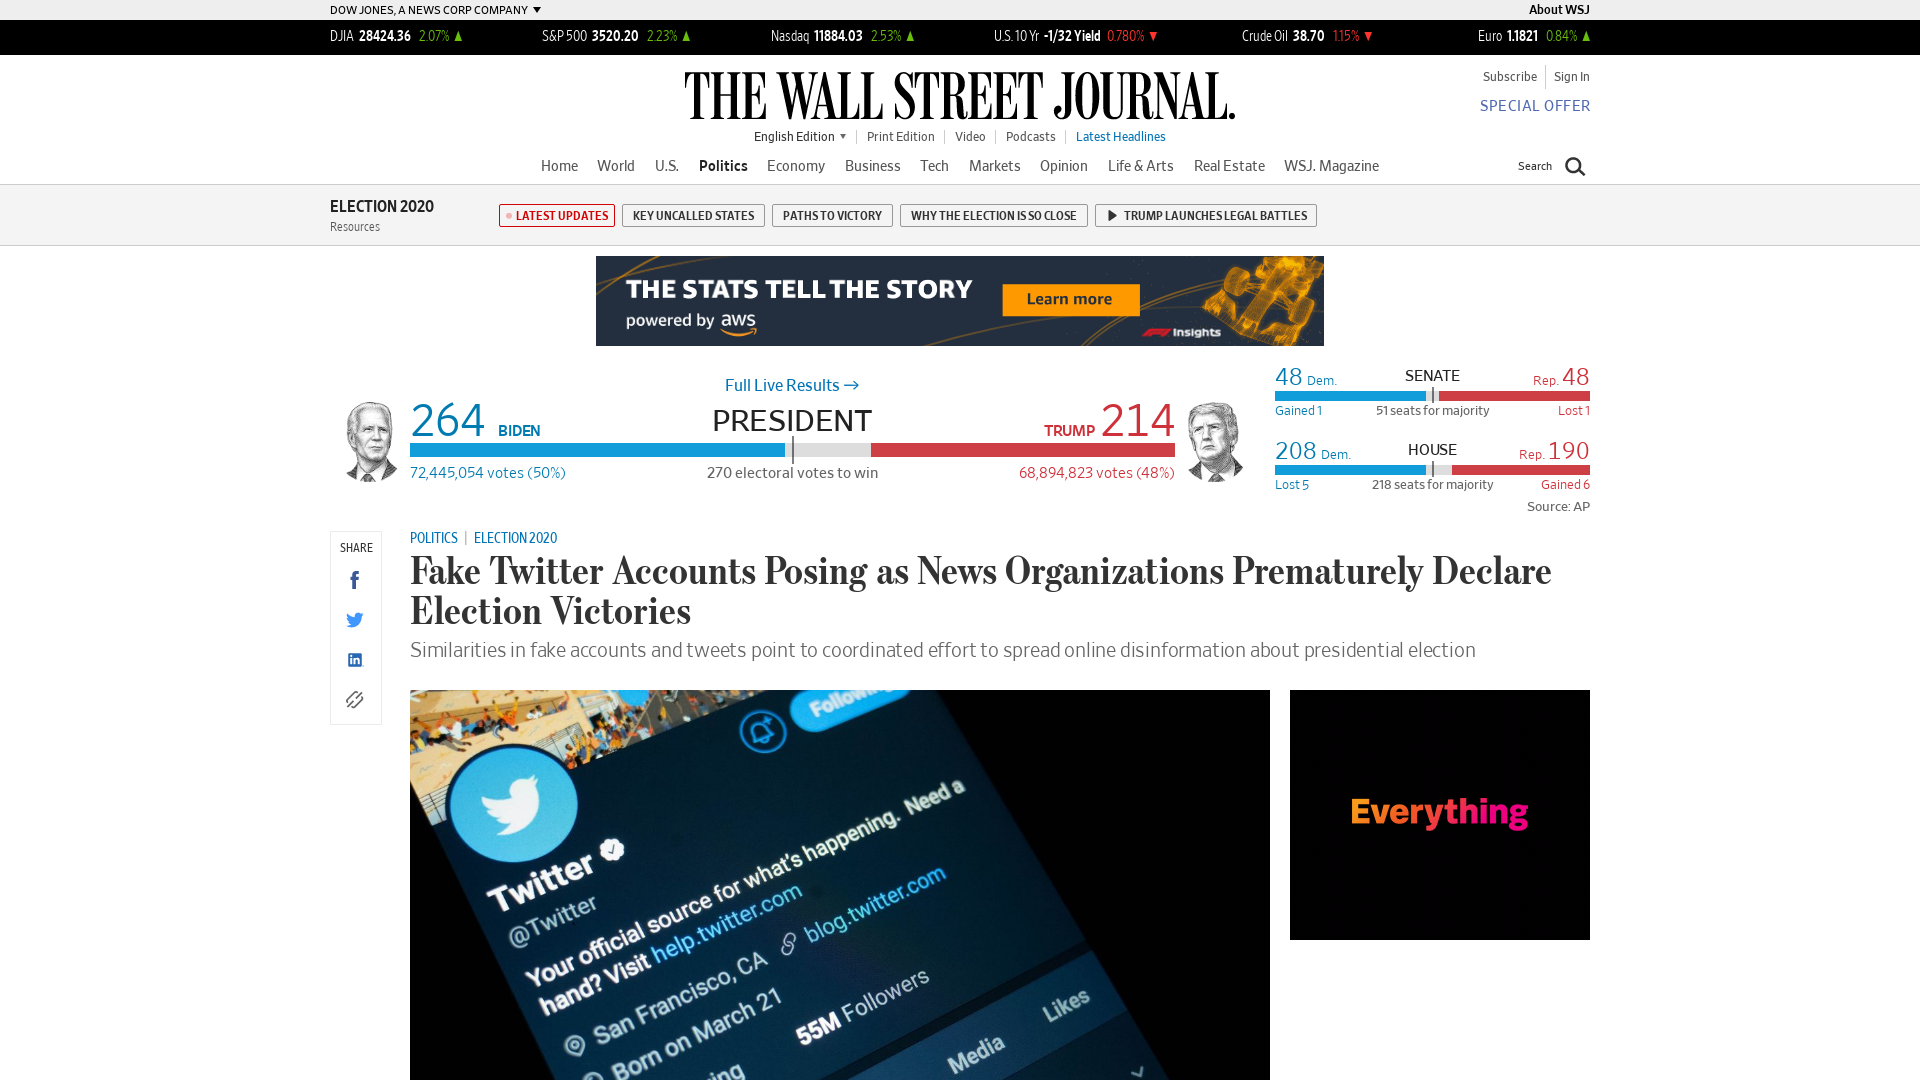 DOW JONES, A NEWS CORP COMPANY
About WSJ
DJIA 28424.36 2.07%
S&P 500 3520.20 2.23%
Nasdaq 11884.03 2.53%
U.S. 10 Yr -1/32 Yield 0.780%
Crude Oil 38.70 1.15%
Euro 1.1821 0.84%
THE WALL STREET JOURNAL.
Subscribe
Sign In
SPECIAL OFFER
English Edition
Print Edition
Video
Podcasts
Latest Headlines
Home
World
U.S.
Politics
Economy
Business
Tech
Markets
Opinion
Life & Arts
Real Estate
WSJ. Magazine
Search
ELECTION 2020
Resources
LATEST UPDATES
KEY UNCALLED STATES
PATHS TO VICTORY
WHY THE ELECTION IS SO CLOSE
TRUMP LAUNCHES LEGAL BATTLES
THE STATS TELL THE STORY
powered by aws
Learn more
F1 Insights
Full Live Results →
264 BIDEN
PRESIDENT
TRUMP 214
72,445,054 votes (50%)
270 electoral votes to win
68,894,823 votes (48%)
48 Dem.
SENATE
Rep. 48
Gained 1
51 seats for majority
Lost 1
208 Dem.
HOUSE
Rep. 190
Lost 5
218 seats for majority
Gained 6
Source: AP
SHARE
POLITICS | ELECTION 2020
Fake Twitter Accounts Posing as News Organizations Prematurely Declare
Election Victories
Similarities in fake accounts and tweets point to coordinated effort to spread online disinformation about presidential election
Following
Twitter
@Twitter
Your official source for what's happening. Need a
hand? Visit help.twitter.com
San Francisco, CA blog.twitter.com
Born on March 21
55M Followers
Media
Likes
Everything